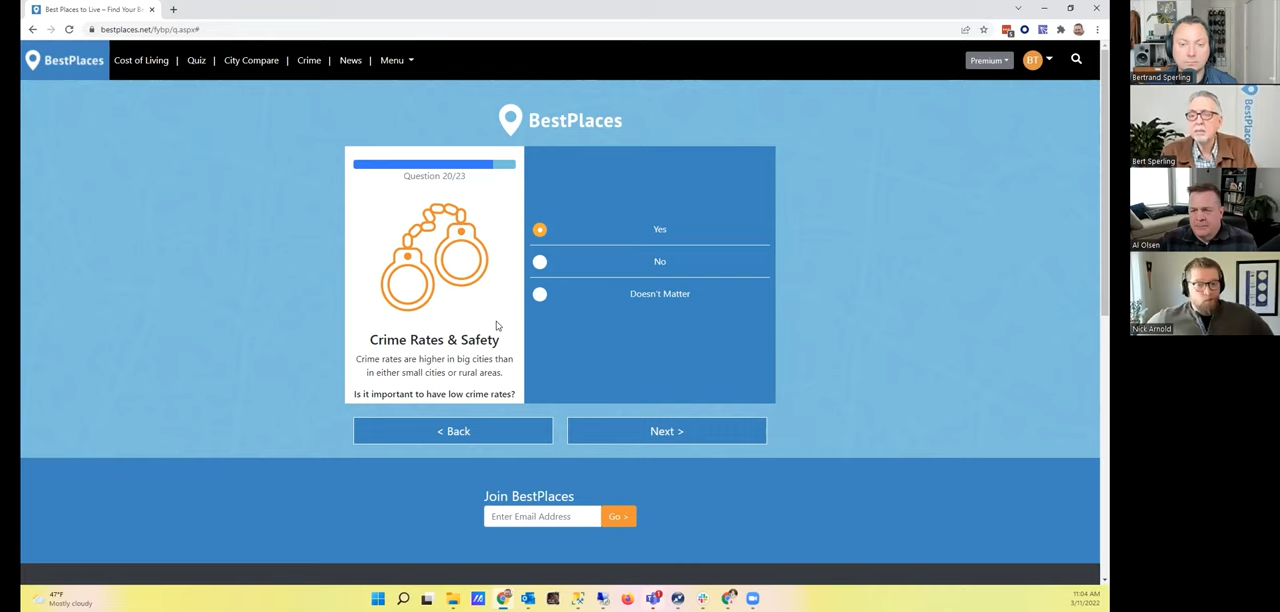 Best Places to Live – Find Your B
bestplaces.net/fybp/q.aspx#
BestPlaces
Cost of Living | Quiz | City Compare | Crime | News | Menu
Premium
BT
BestPlaces
Question 20/23
Crime Rates & Safety
Crime rates are higher in big cities than
in either small cities or rural areas.
Is it important to have low crime rates?
Yes
No
Doesn't Matter
< Back
Next >
Join BestPlaces
Enter Email Address
Go >
47°F
Mostly cloudy
11:04 AM
3/11/2022
Bertrand Sperling
BestPlace
Bert Sperling
Al Olsen
Nick Arnold